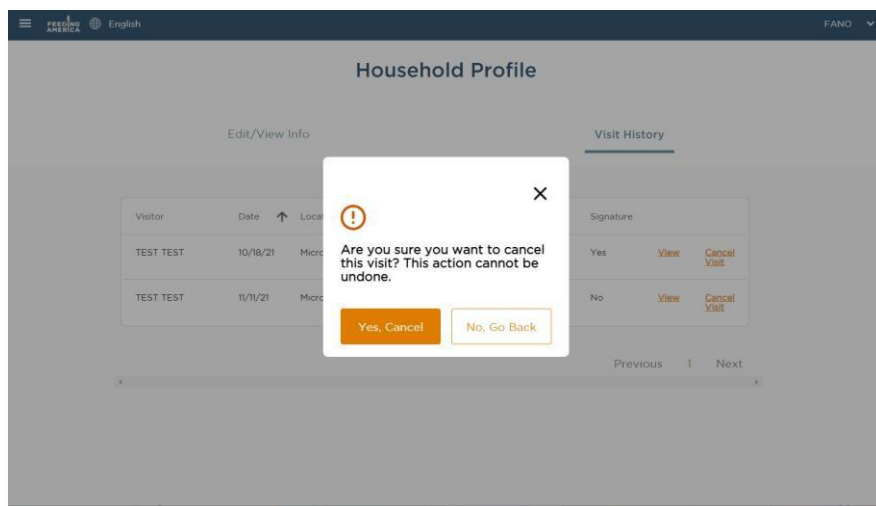 FEEDING AMERICA English FANO
Household Profile
Edit/View Info Visit History
Visitor Date Signature
Are you sure you want to cancel
this visit? This action cannot be
undone.
TEST TEST 10/18/21 Yes View Cancel Visit
TEST TEST 11/11/21 No View Cancel Visit
Yes, Cancel No, Go Back
Previous 1 Next